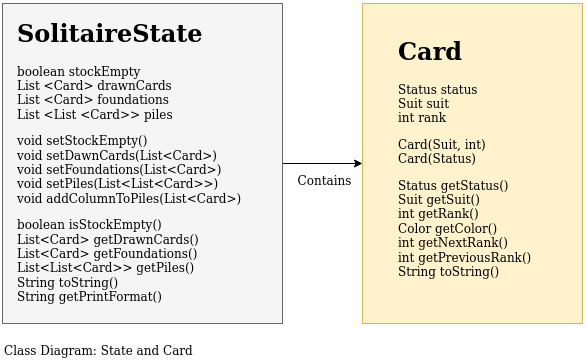 SolitaireState
boolean stockEmpty
List <Card> drawnCards
List <Card> foundations
List <List <Card>> piles
void setStockEmpty()
void setDawnCards(List<Card>)
void setFoundations(List<Card>)
void setPiles(List<List<Card>>)
void addColumnToPiles(List<Card>)
boolean isStockEmpty()
List<Card> getDrawnCards()
List<Card> getFoundations()
List<List<Card>> getPiles()
String toString()
String getPrintFormat()
Contains
Card
Status status
Suit suit
int rank
Card(Suit, int)
Card(Status)
Status getStatus()
Suit getSuit()
int getRank()
Color getColor()
int getNextRank()
int getPreviousRank()
String toString()
Class Diagram: State and Card